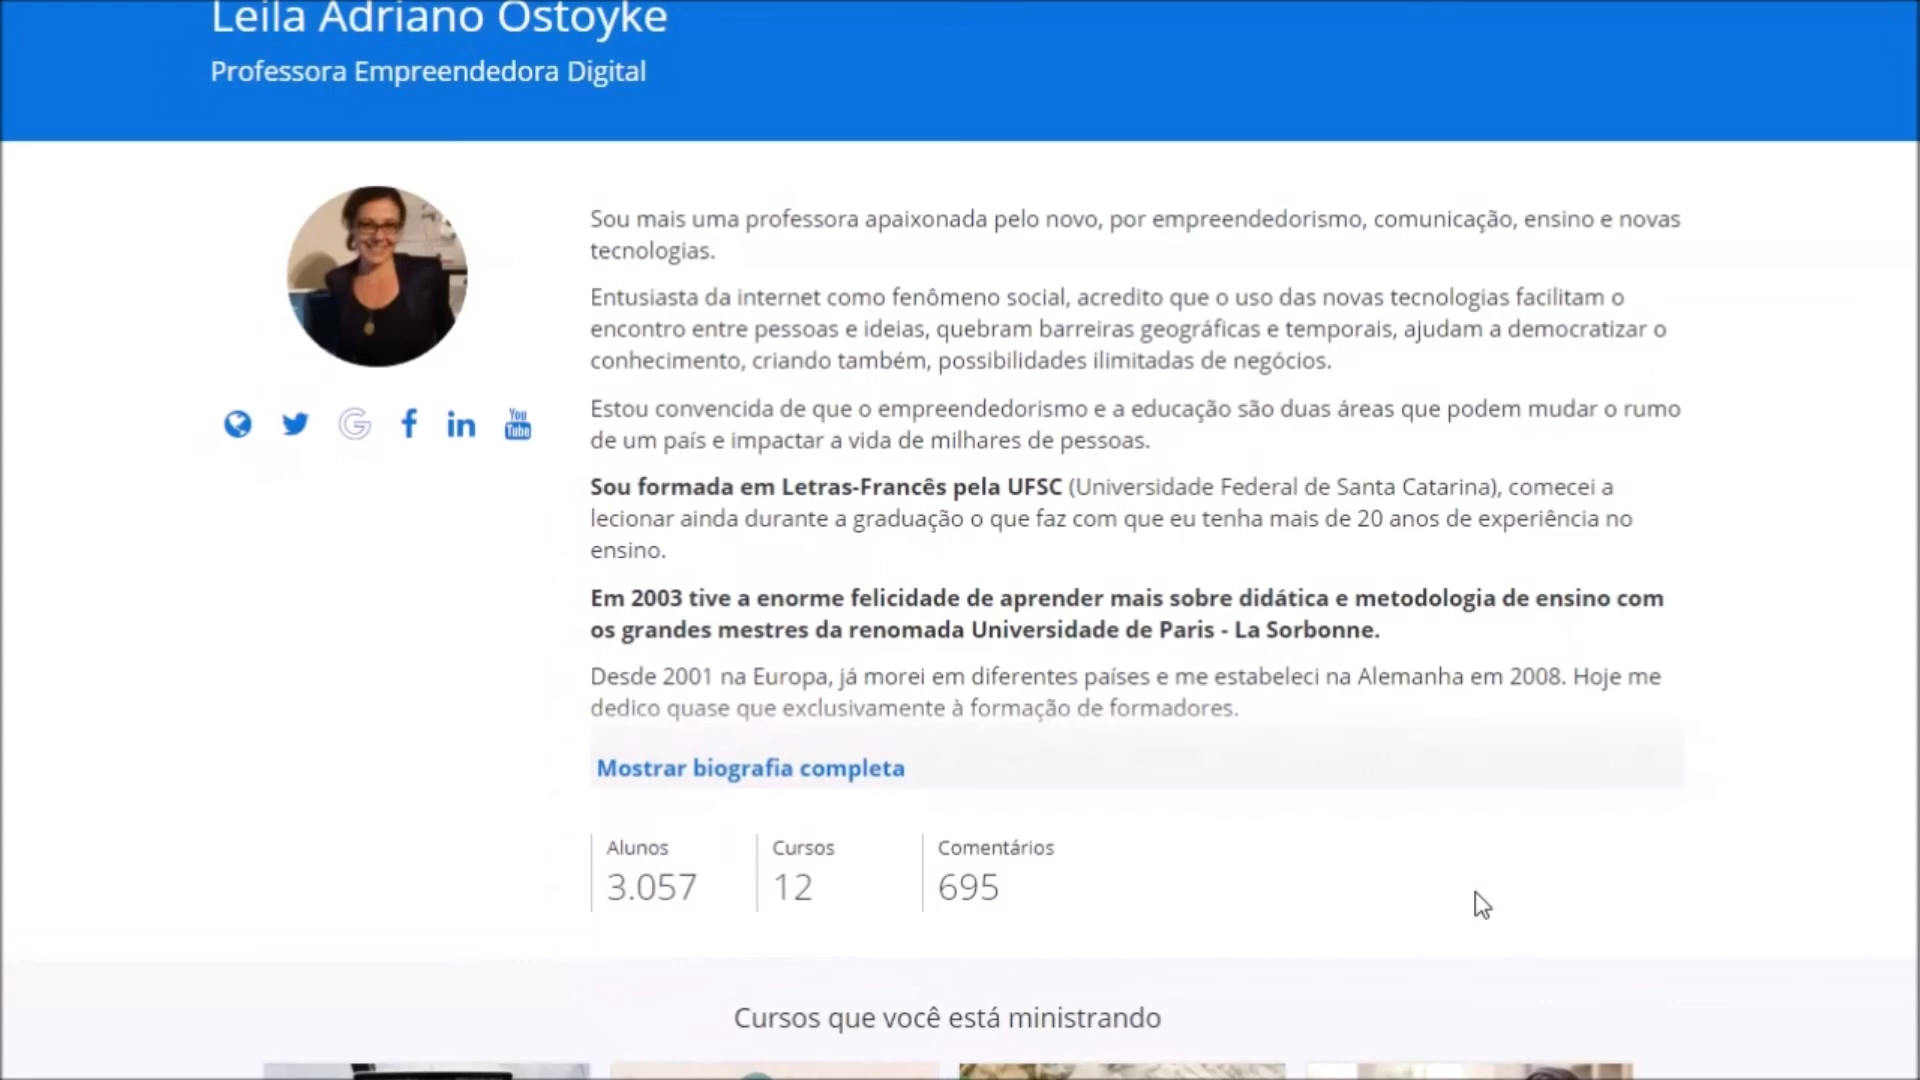 Leila Adriano Ostoyke
Professora Empreendedora Digital
Sou mais uma professora apaixonada pelo novo, por empreendedorismo, comunicação, ensino e novas
tecnologias.
Entusiasta da internet como fenômeno social, acredito que o uso das novas tecnologias facilitam o
encontro entre pessoas e ideias, quebram barreiras geográficas e temporais, ajudam a democratizar o
conhecimento, criando também, possibilidades ilimitadas de negócios.
Estou convencida de que o empreendedorismo e a educação são duas áreas que podem mudar o rumo
de um país e impactar a vida de milhares de pessoas.
Sou formada em Letras-Francês pela UFSC (Universidade Federal de Santa Catarina), comecei a
lecionar ainda durante a graduação o que faz com que eu tenha mais de 20 anos de experiência no
ensino.
Em 2003 tive a enorme felicidade de aprender mais sobre didática e metodologia de ensino com
os grandes mestres da renomada Universidade de Paris - La Sorbonne.
Desde 2001 na Europa, já morei em diferentes países e me estabeleci na Alemanha em 2008. Hoje me
dedico quase que exclusivamente à formação de formadores.
Mostrar biografia completa
Alunos Cursos Comentários
3.057 12 695
Cursos que você está ministrando
You
Tube